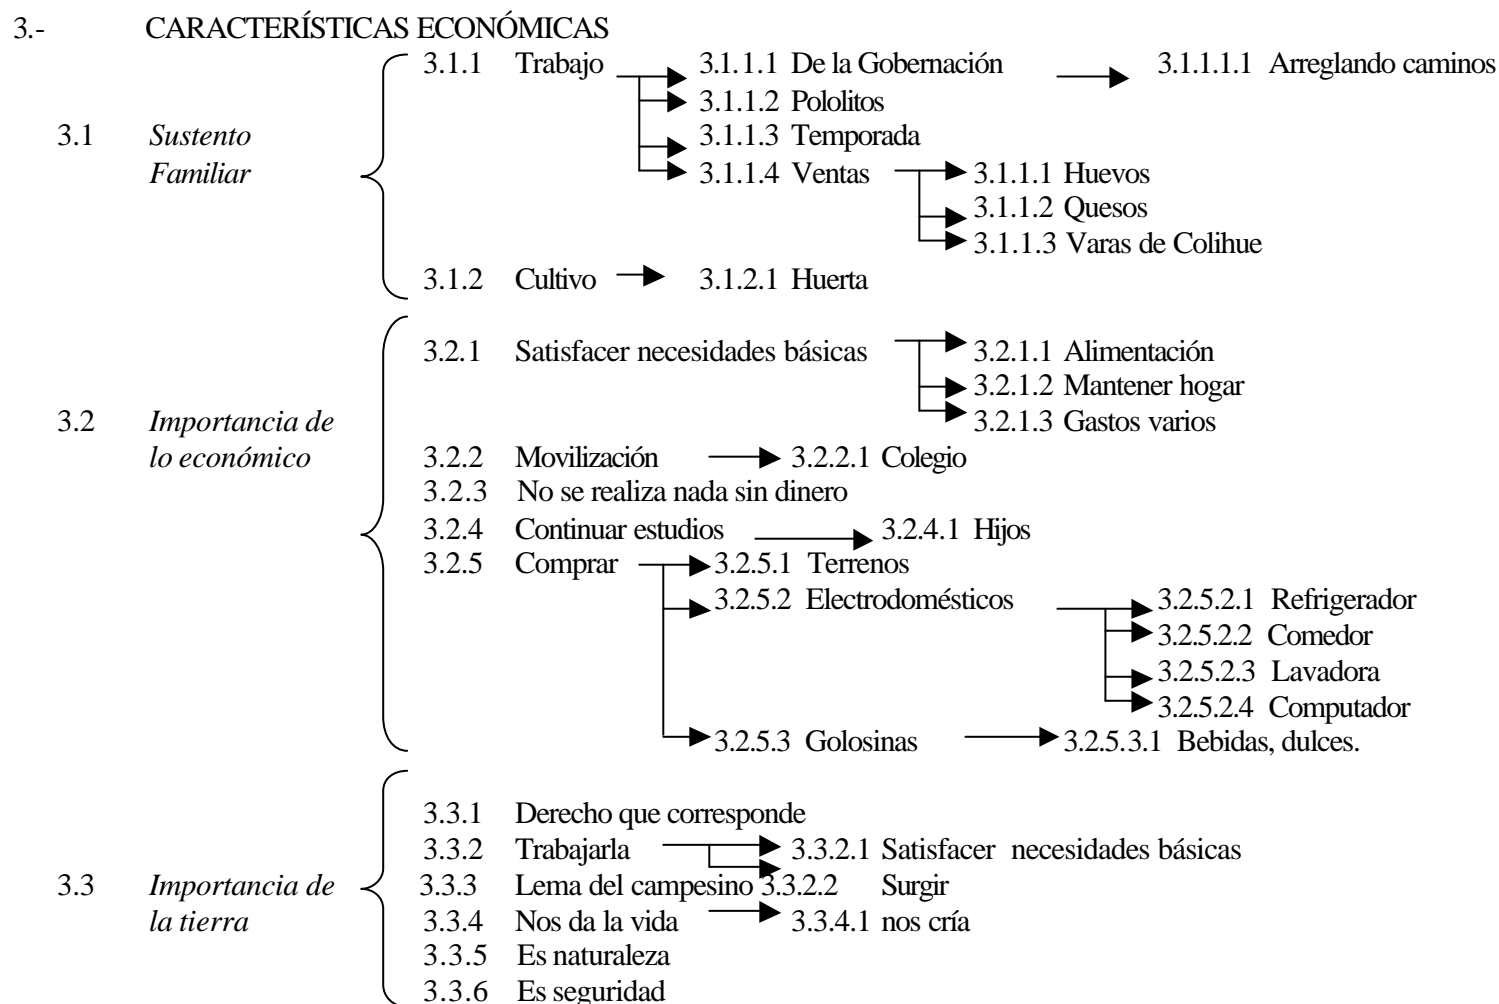 3.- CARACTERÍSTICAS ECONÓMICAS
3.1.1 Trabajo 3.1.1.1 De la Gobernación 3.1.1.1.1 Arreglando caminos
3.1.1.2 Pololitos
3.1 Sustento 3.1.1.3 Temporada
Familiar 3.1.1.4 Ventas 3.1.1.1 Huevos
3.1.1.2 Quesos
3.1.1.3 Varas de Colihue
3.1.2 Cultivo 3.1.2.1 Huerta
3.2.1 Satisfacer necesidades básicas 3.2.1.1 Alimentación
3.2.1.2 Mantener hogar
3.2 Importancia de 3.2.1.3 Gastos varios
lo económico 3.2.2 Movilización 3.2.2.1 Colegio
3.2.3 No se realiza nada sin dinero
3.2.4 Continuar estudios 3.2.4.1 Hijos
3.2.5 Comprar 3.2.5.1 Terrenos
3.2.5.2 Electrodomésticos 3.2.5.2.1 Refrigerador
3.2.5.2.2 Comedor
3.2.5.2.3 Lavadora
3.2.5.2.4 Computador
3.2.5.3 Golosinas 3.2.5.3.1 Bebidas, dulces.
3.3.1 Derecho que corresponde
3.3.2 Trabajarla 3.3.2.1 Satisfacer necesidades básicas
3.3 Importancia de 3.3.3 Lema del campesino 3.3.2.2 Surgir
la tierra 3.3.4 Nos da la vida 3.3.4.1 nos cría
3.3.5 Es naturaleza
3.3.6 Es seguridad